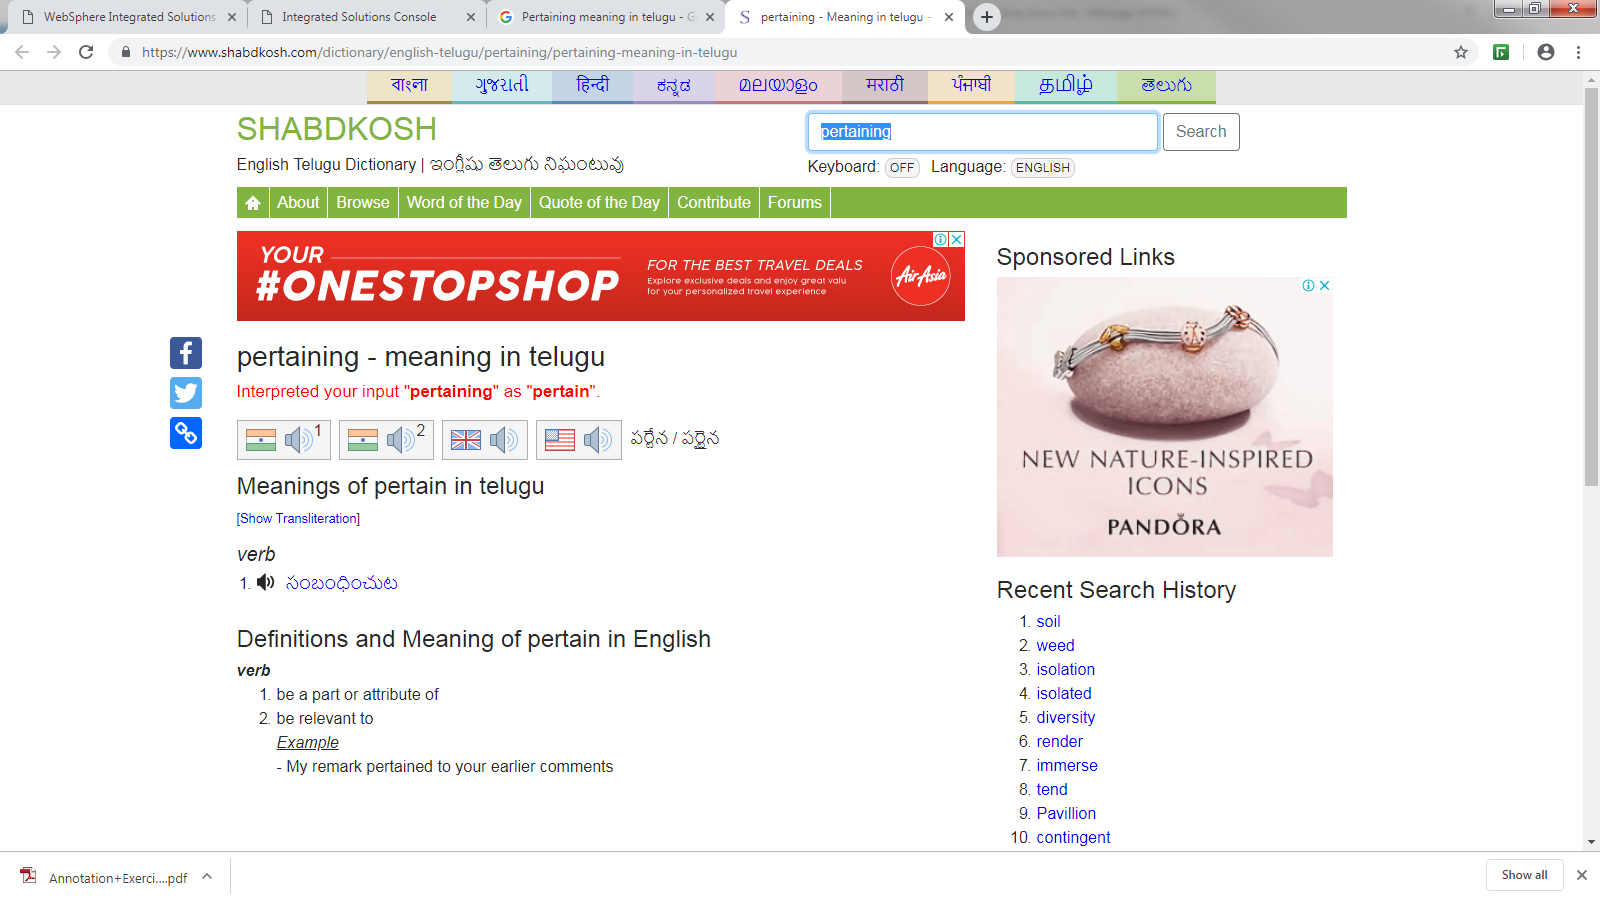 WebSphere Integrated Solutions
Integrated Solutions Console
Pertaining meaning in telugu - G
pertaining - Meaning in telugu -
https://www.shabdkosh.com/dictionary/english-telugu/pertaining/pertaining-meaning-in-telugu
বাংলা ગુજરાતી हिन्दी ಕನ್ನಡ മലയാളം मराठी ਪੰਜਾਬੀ தமிழ் తెలుగు
SHABDKOSH
pertaining Search
English Telugu Dictionary | ఇంగ్లీషు తెలుగు నిఘంటువు
Keyboard: OFF Language: ENGLISH
About Browse Word of the Day Quote of the Day Contribute Forums
YOUR
#ONESTOPSHOP
FOR THE BEST TRAVEL DEALS
Explore exclusive deals and enjoy great valu
for your personalized travel experience
AirAsia
Sponsored Links
NEW NATURE-INSPIRED
ICONS
PANDÖRA
pertaining - meaning in telugu
Interpreted your input "pertaining" as "pertain".
1 2 పర్టేన / పర్టైన
Meanings of pertain in telugu
[Show Transliteration]
verb
1. సంబంధించుట
Definitions and Meaning of pertain in English
verb
1. be a part or attribute of
2. be relevant to
Example
- My remark pertained to your earlier comments
Recent Search History
1. soil
2. weed
3. isolation
4. isolated
5. diversity
6. render
7. immerse
8. tend
9. Pavillion
10. contingent
Annotation+Exerci....pdf
Show all